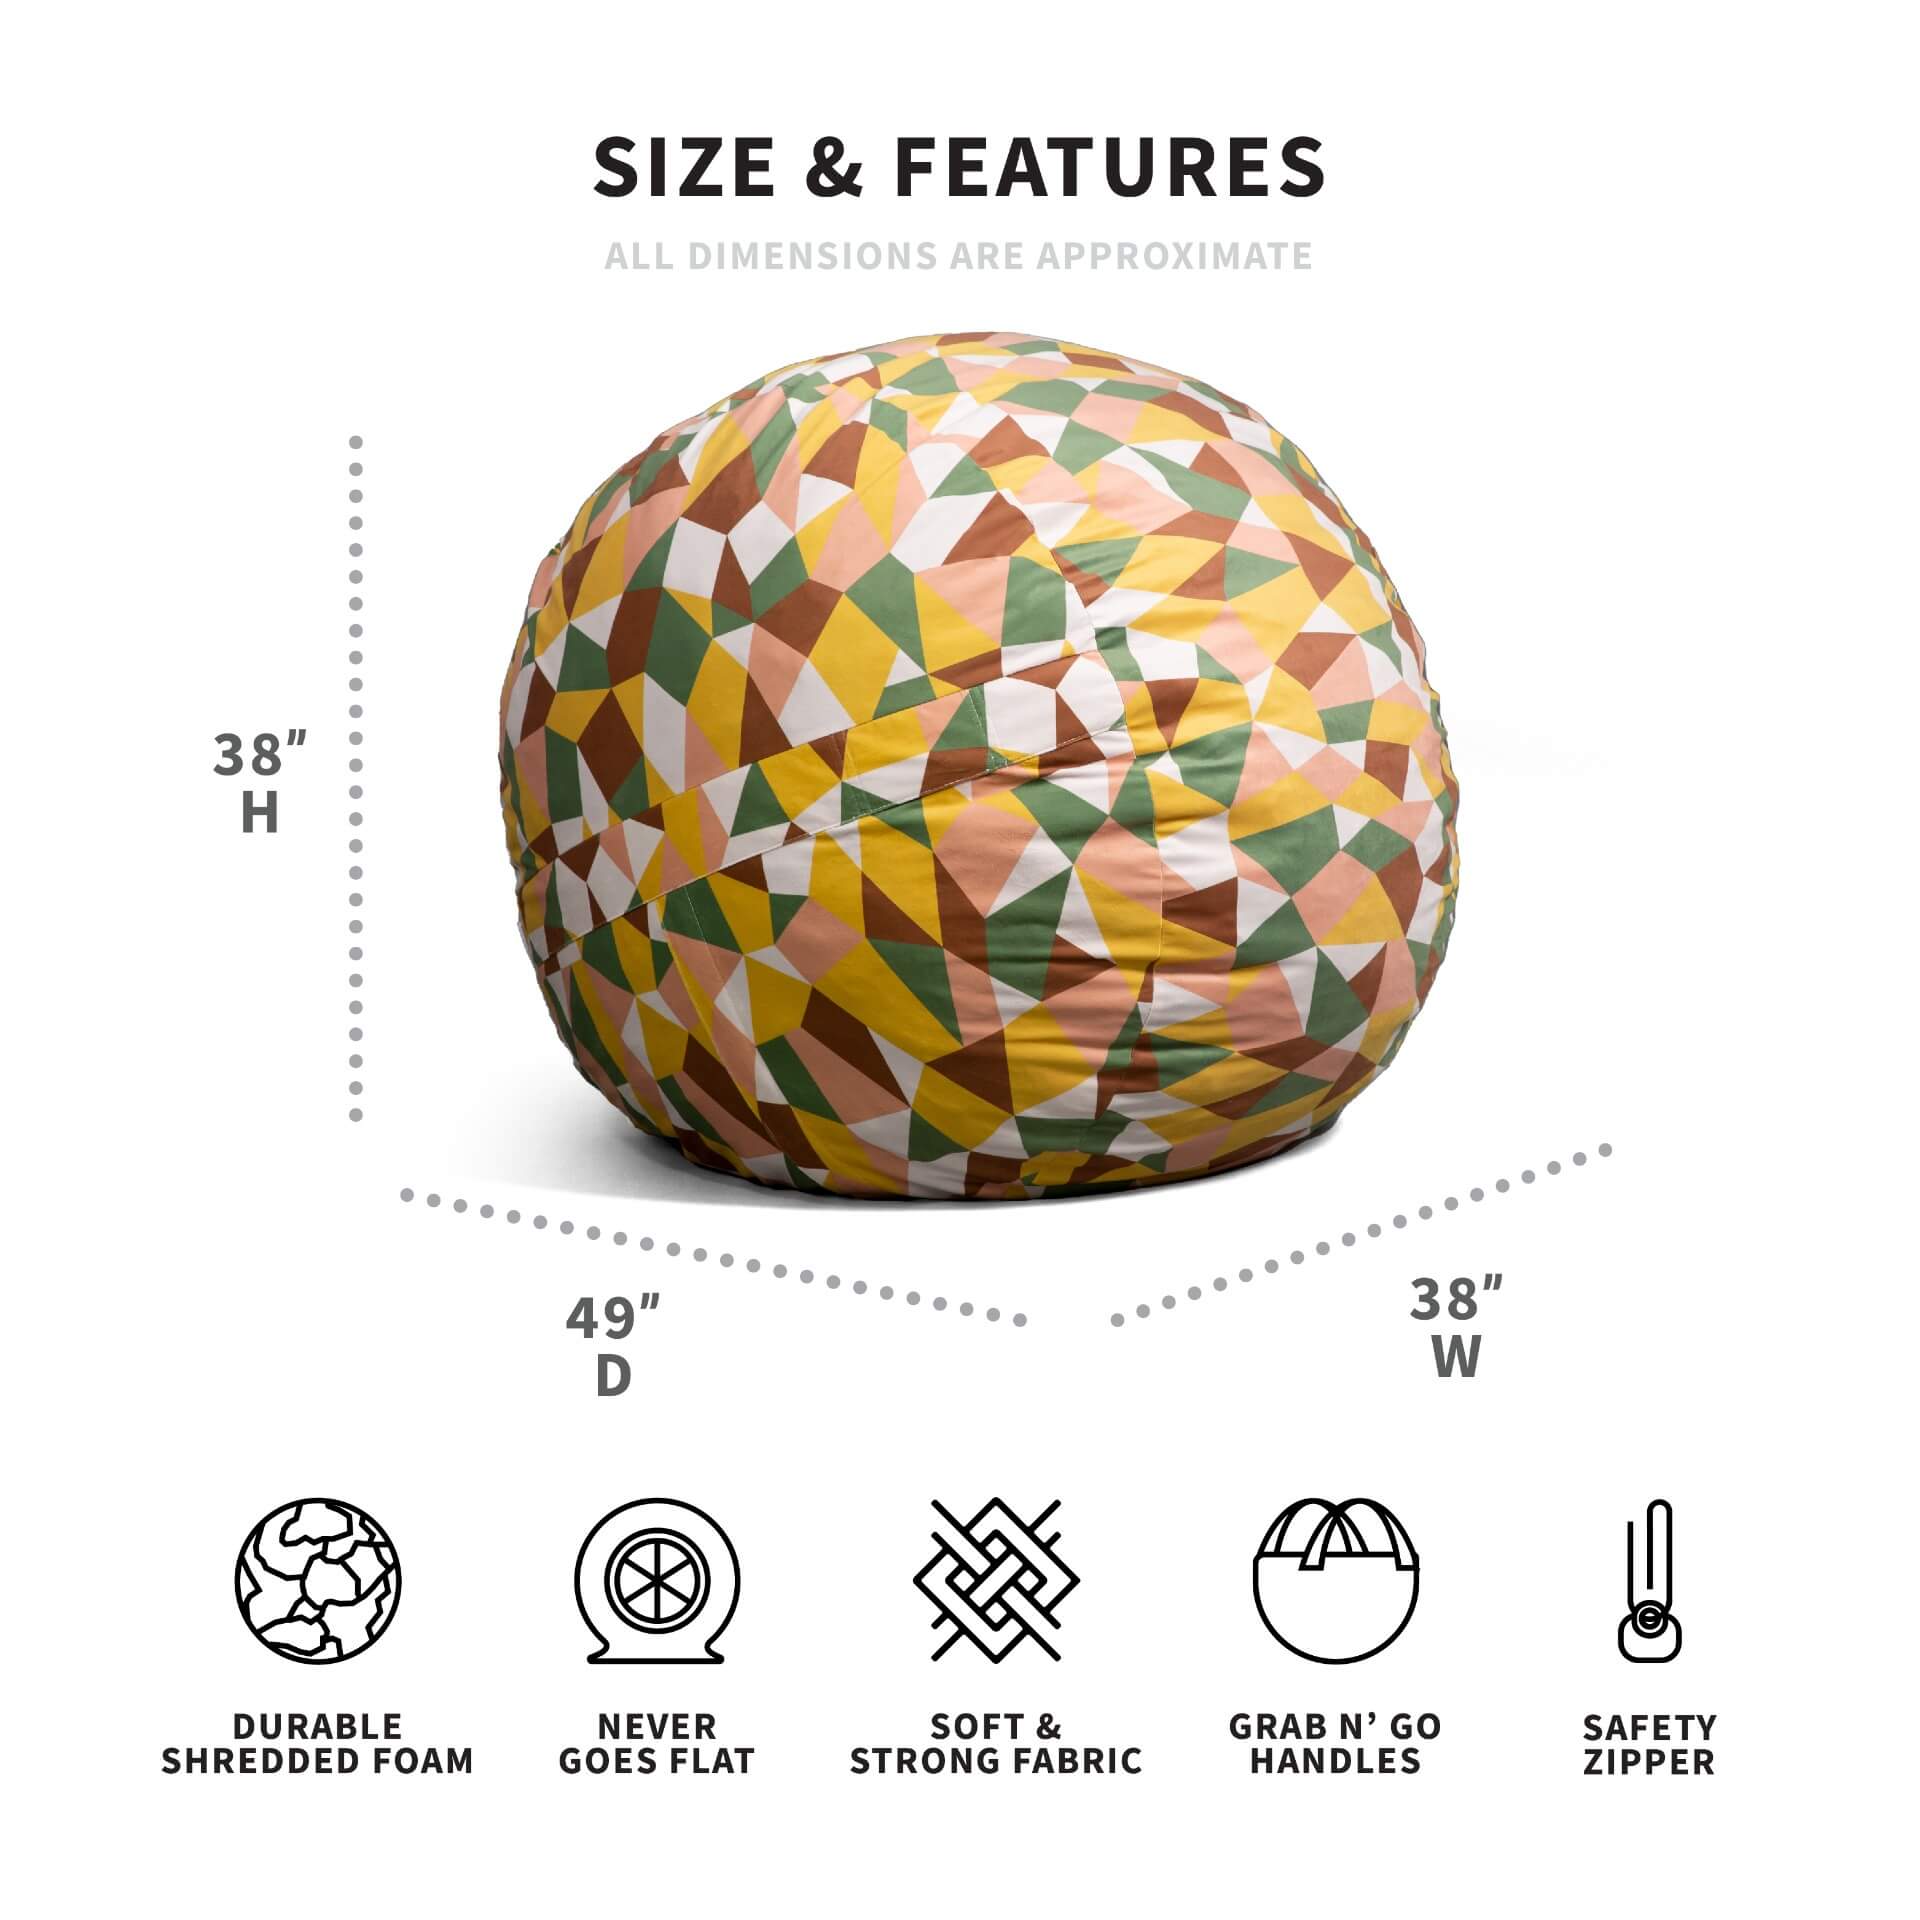 SIZE & FEATURES
ALL DIMENSIONS ARE APPROXIMATE
38"
H
49"
D
38"
W
DURABLE
SHREDDED FOAM
NEVER
GOES FLAT
SOFT &
STRONG FABRIC
GRAB N’ GO
HANDLES
SAFETY
ZIPPER